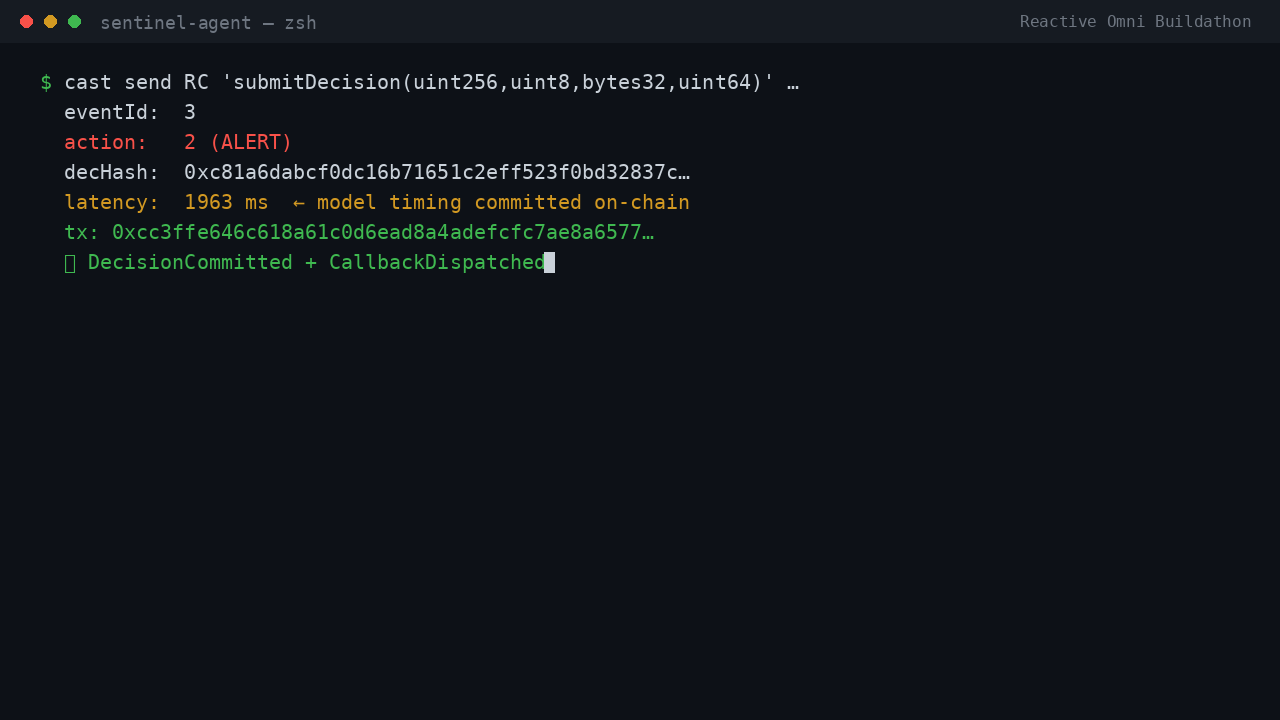 sentinel-agent — zsh
Reactive Omni Buildathon
$ cast send RC 'submitDecision(uint256,uint8,bytes32,uint64)' …
eventId: 3
action: 2 (ALERT)
decHash: 0xc81a6dabcf0dc16b71651c2eff523f0bd32837c…
latency: 1963 ms ← model timing committed on-chain
tx: 0xcc3ffe646c618a61c0d6ead8a4adefcfc7ae8a6577…
DecisionCommitted + CallbackDispatched